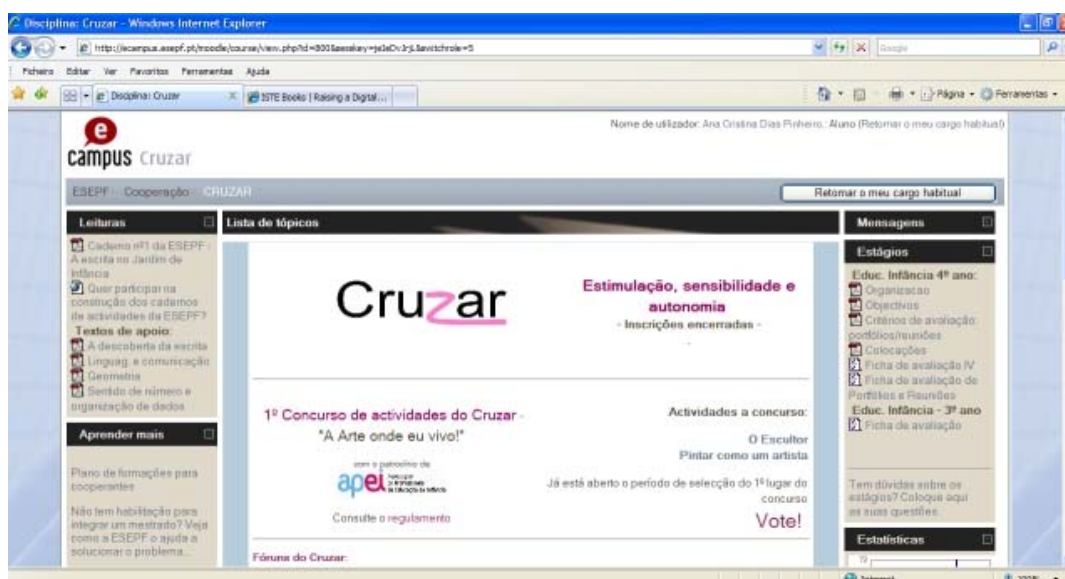 Disciplina: Cruzar - Windows Internet Explorer
Google
Ficheiro Editar Ver Favoritos Ferramentas Ajuda
Disciplina: Cruzar
ISTE Books | Raising a Digital...
Página
Ferramentas
e
campus Cruzar
Nome de utilizador: Ana Cristina Dias Pinheiro.: Aluno (Retomar o meu cargo habitual)
ESEPF Cooperação CRUZAR
Retomar o meu cargo habitual
Leituras
Caderno nº1 da ESEPF -
A escrita no Jardim de
Infância
Quer participar na
construção dos cadernos
de actividades da ESEPF?
Textos de apoio:
A descoberta da escrita
Linguag. e comunicação
Geometria
Sentido de número e
organização de dados
Aprender mais
Plano de formações para
cooperantes
Não tem habilitação para
integrar um mestrado? Veja
como a ESEPF o ajuda a
solucionar o problema...
Lista de tópicos
Cruzar
Estimulação, sensibilidade e
autonomia
- Inscrições encerradas -
1º Concurso de actividades do Cruzar -
"A Arte onde eu vivo!"
com o patrocínio de
apei
Consulte o regulamento
Actividades a concurso:
O Escultor
Pintar como um artista
Já está aberto o período de selecção do 1º lugar do
concurso
Vote!
Fóruns do Cruzar:
Mensagens
Estágios
Educ. Infância 4º ano:
Organizacao
Objectivos
Critérios de avaliação:
portfólios/reuniões
Colocações
Ficha de avaliação IV
Ficha de avaliação de
Portfólios e Reuniões
Educ. Infância - 3º ano
Ficha de avaliação
Tem dúvidas sobre os
estágios? Coloque aqui
as suas questões.
Estatísticas
Internet